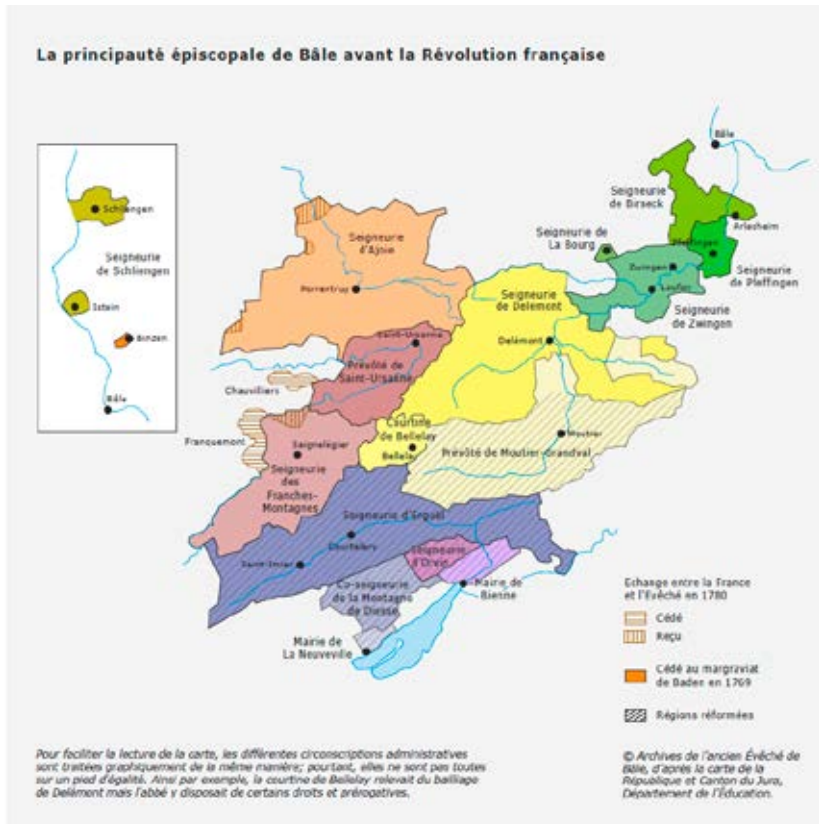 La principauté épiscopale de Bâle avant la Révolution française
Bâle
Schliengen
Seigneurie
de Schliengen
Istein
Binzen
Bâle
Seigneurie
de Birseck
Arlesheim
Seigneurie de
La Bourg
Pfeffingen
Zwingen
Laufon
Seigneurie
de Pfeffingen
Seigneurie
de Zwingen
Seigneurie
d'Ajoie
Porrentruy
Seigneurie
de Delémont
Delémont
Saint-Ursanne
Prévôté de
Saint-Ursanne
Chauvilliers
Franquemont
Courtine
de Bellelay
Bellela
Moutier
Prévôté de Moutier-Grandval
Saignelégier
Seigneurie
des
Franches-
Montagnes
Seigneurie d'Erguël
Courtelary
Saint-Imier
Seigneurie
d'Orvin
Co-seigneurie
de la Montagne
de Diesse
Mairie de
Bienne
Mairie de
La Neuveville
Echange entre la France
et l'Evêché en 1780
Cédé
Reçu
Cédé au margraviat
de Baden en 1769
Régions réformées
Pour faciliter la lecture de la carte, les différentes circonscriptions administratives
sont traitées graphiquement de la même manière; pourtant, elles ne sont pas toutes
sur un pied d'égalité. Ainsi par exemple, la courtine de Bellelay relevait du bailliage
de Delémont mais l'abbé y disposait de certains droits et prérogatives.
© Archives de l'ancien Évêché de
Bâle, d'après la carte de la
République et Canton du Jura,
Département de l'Éducation.